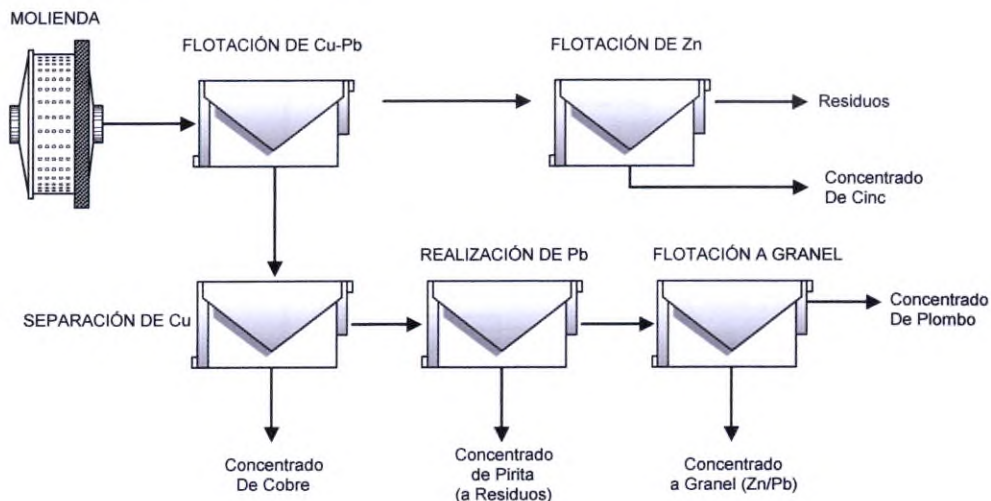 MOLIENDA
FLOTACIÓN DE Cu-Pb
FLOTACIÓN DE Zn
Residuos
Concentrado
De Cinc
SEPARACIÓN DE Cu
REALIZACIÓN DE Pb
FLOTACIÓN A GRANEL
Concentrado
De Plombo
Concentrado
De Cobre
Concentrado
de Pirita
(a Residuos)
Concentrado
a Granel (Zn/Pb)